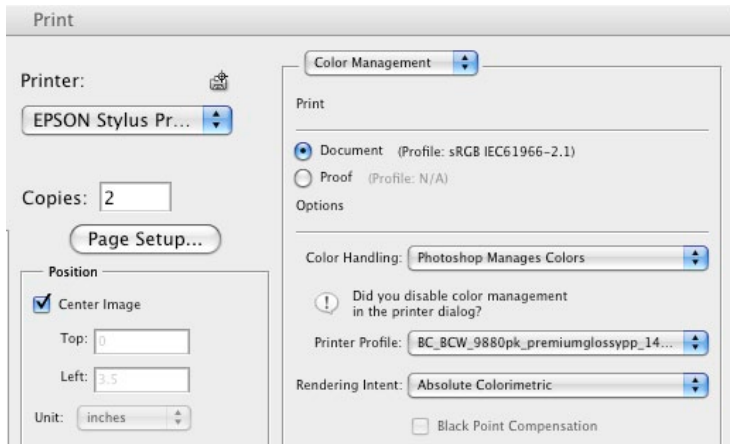 Print
Printer:
EPSON Stylus Pr...
Copies: 2
Page Setup...
Position
Center Image
Top: 0
Left: 3.5
Unit: inches
Color Management
Print
Document (Profile: sRGB IEC61966-2.1)
Proof (Profile: N/A)
Options
Color Handling: Photoshop Manages Colors
Did you disable color management
in the printer dialog?
Printer Profile: BC_BCW_9880pk_premiumglossypp_14...
Rendering Intent: Absolute Colorimetric
Black Point Compensation